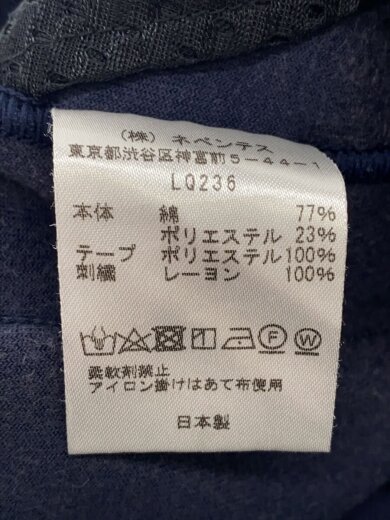 (株) ネペンテス
東京都渋谷区神宮前5-44-1
LQ236
本体 綿 77%
ポリエステル 23%
テープ ポリエステル 100%
刺繍 レーヨン 100%
P W
柔軟剤禁止
アイロン掛けはあて布使用
日本製